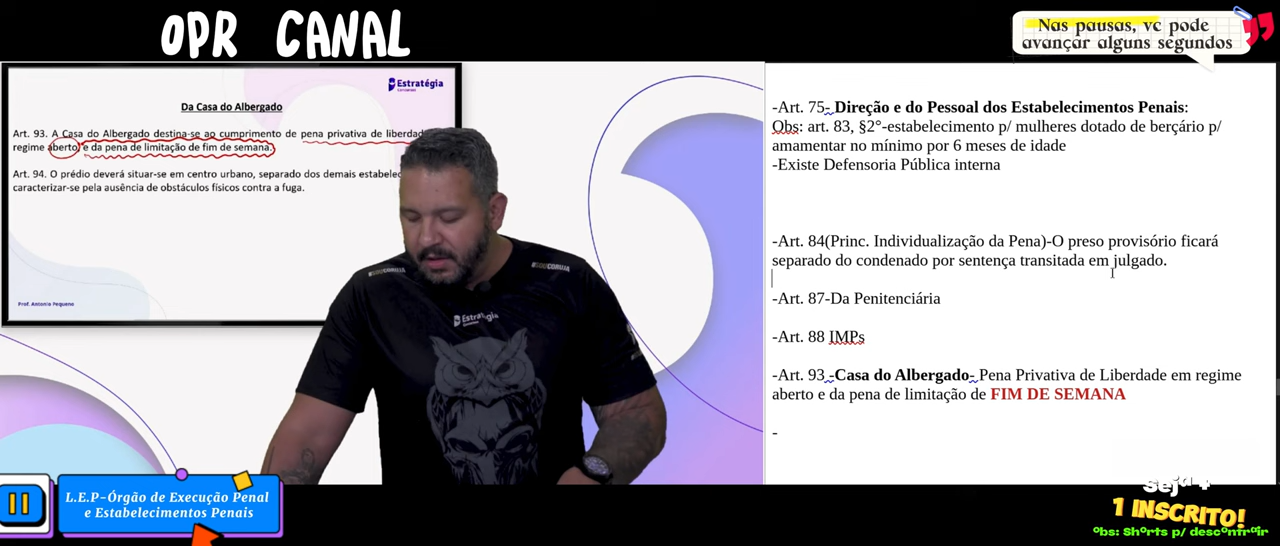 OPR CANAL
Nas pausas, vc pode
avançar alguns segundos
Estratégia
Concursos
Da Casa do Albergado
Art. 93. A Casa do Albergado destina-se ao cumprimento de pena privativa de liberdad
regime aberto, e da pena de limitação de fim de semana.
Art. 94. O prédio deverá situar-se em centro urbano, separado dos demais estabelec
caracterizar-se pela ausência de obstáculos físicos contra a fuga.
Prof. Antonio Pequeno
Estratégia
-Art. 75- Direção e do Pessoal dos Estabelecimentos Penais:
Obs: art. 83, §2°-estabelecimento p/ mulheres dotado de berçário p/
amamentar no mínimo por 6 meses de idade
-Existe Defensoria Pública interna
-Art. 84(Princ. Individualização da Pena)-O preso provisório ficará
separado do condenado por sentença transitada em julgado.
-Art. 87-Da Penitenciária
-Art. 88 IMPs
-Art. 93 -Casa do Albergado- Pena Privativa de Liberdade em regime
aberto e da pena de limitação de FIM DE SEMANA
-
L.E.P-Órgão de Execução Penal
e Estabelecimentos Penais
Seja +
1 INSCRITO!
Obs: Shorts p/ descontrair